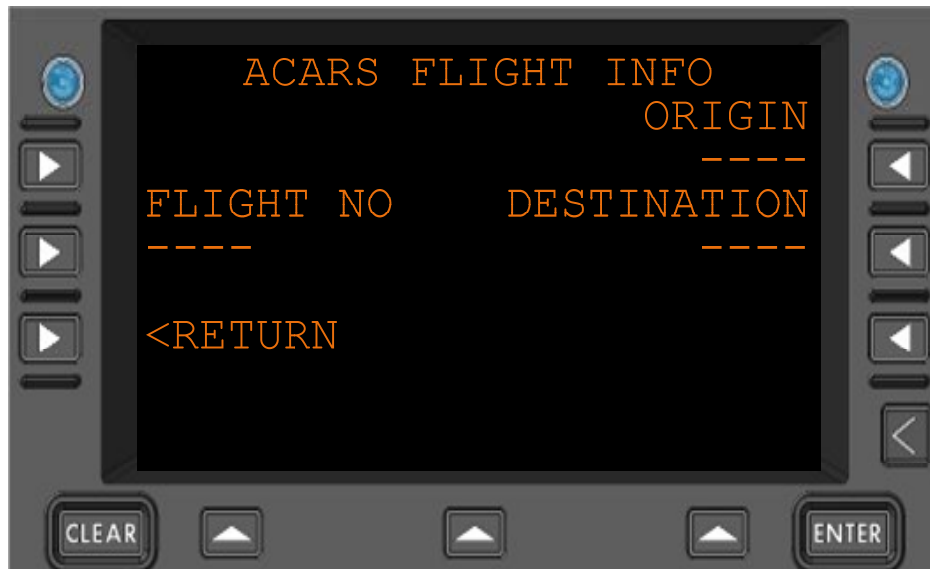 ACARS FLIGHT INFO
ORIGIN
----
FLIGHT NO DESTINATION
---- ----
<RETURN
CLEAR ENTER